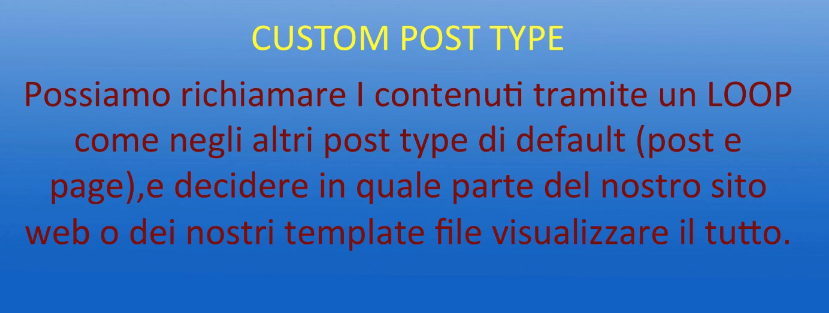 CUSTOM POST TYPE
Possiamo richiamare I contenuti tramite un LOOP
come negli altri post type di default (post e
page),e decidere in quale parte del nostro sito
web o dei nostri template file visualizzare il tutto.